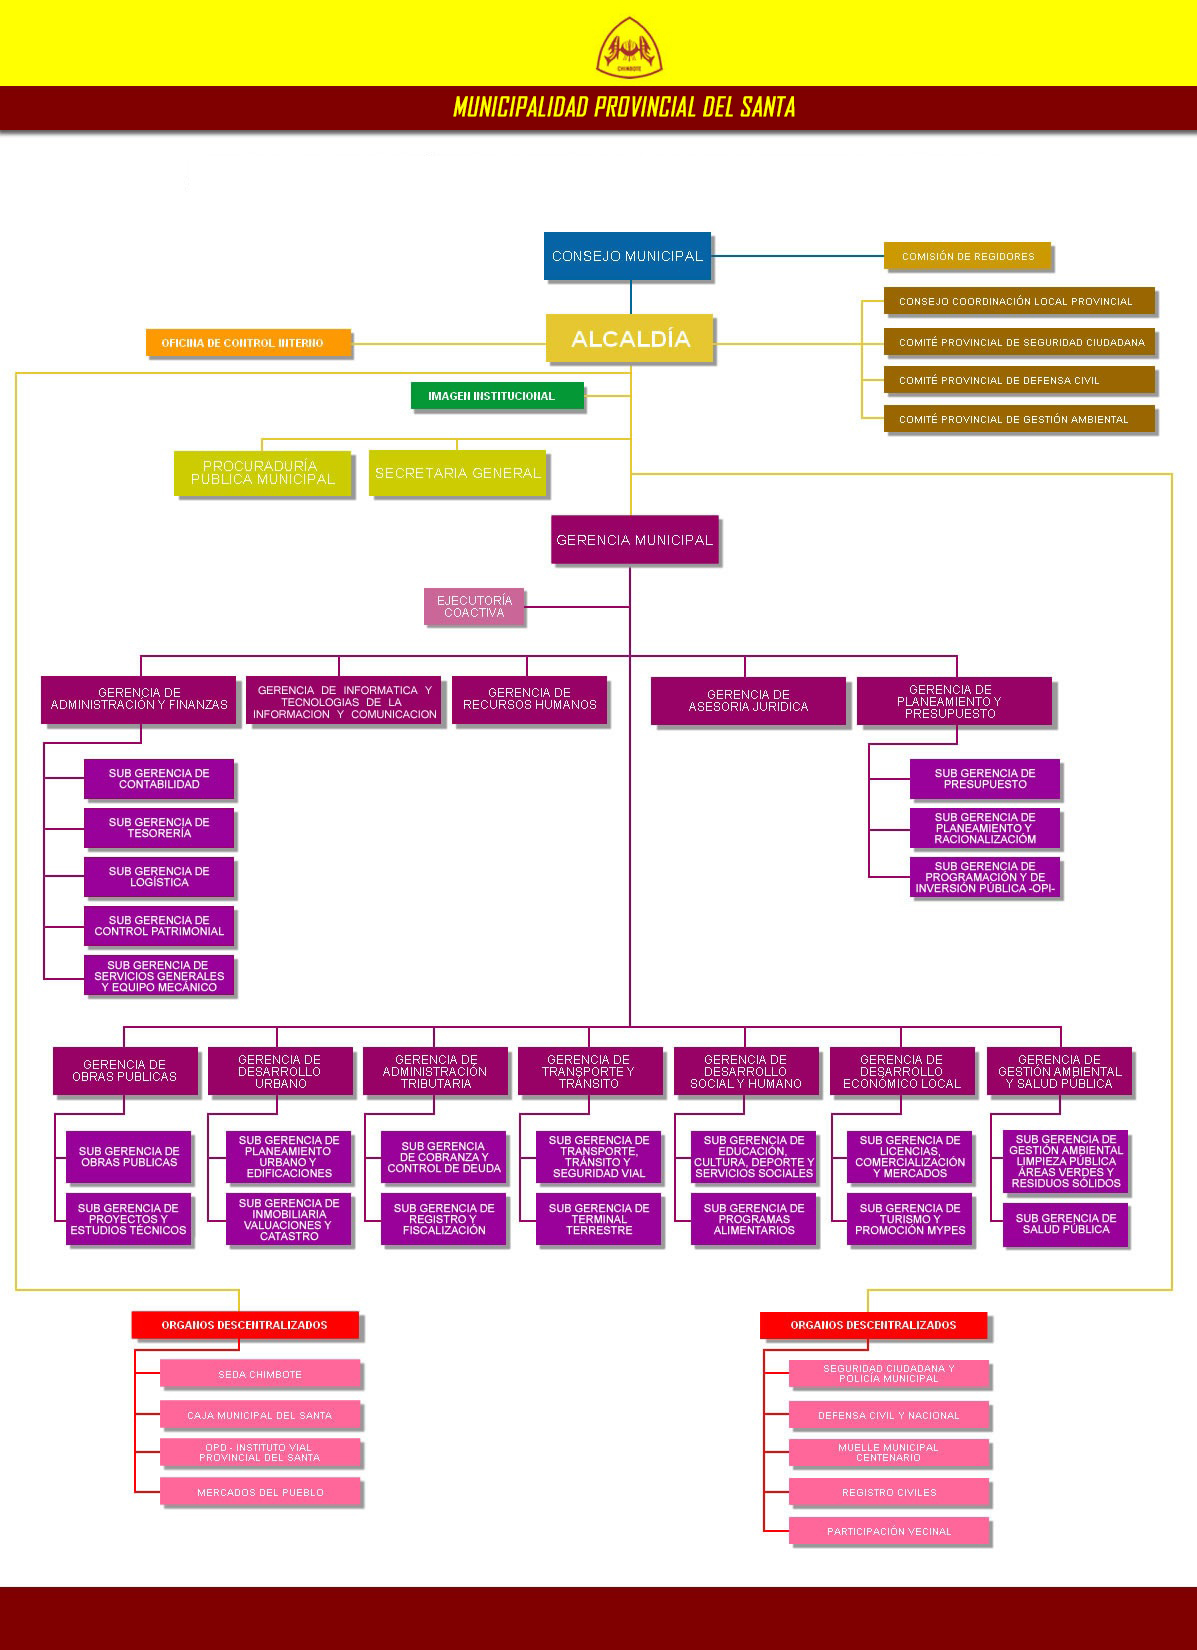 CHIMBOTE
MUNICIPALIDAD PROVINCIAL DEL SANTA
CONSEJO MUNICIPAL
COMISIÓN DE REGIDORES
CONSEJO COORDINACIÓN LOCAL PROVINCIAL
OFICINA DE CONTROL INTERNO
ALCALDÍA
COMITÉ PROVINCIAL DE SEGURIDAD CIUDADANA
COMITÉ PROVINCIAL DE DEFENSA CIVIL
IMAGEN INSTITUCIONAL
COMITÉ PROVINCIAL DE GESTIÓN AMBIENTAL
PROCURADURÍA
PUBLICA MUNICIPAL
SECRETARIA GENERAL
GERENCIA MUNICIPAL
EJECUTORÍA
COACTIVA
GERENCIA DE
ADMINISTRACIÓN Y FINANZAS
GERENCIA DE INFORMATICA Y
TECNOLOGIAS DE LA
INFORMACION Y COMUNICACION
GERENCIA DE
RECURSOS HUMANOS
GERENCIA DE
ASESORIA JURIDICA
GERENCIA DE
PLANEAMIENTO Y
PRESUPUESTO
SUB GERENCIA DE
CONTABILIDAD
SUB GERENCIA DE
TESORERÍA
SUB GERENCIA DE
LOGÍSTICA
SUB GERENCIA DE
CONTROL PATRIMONIAL
SUB GERENCIA DE
SERVICIOS GENERALES
Y EQUIPO MECÁNICO
SUB GERENCIA DE
PRESUPUESTO
SUB GERENCIA DE
PLANEAMIENTO Y
RACIONALIZACIÓM
SUB GERENCIA DE
PROGRAMACIÓN Y DE
INVERSIÓN PÚBLICA -OPI-
GERENCIA DE
OBRAS PUBLICAS
GERENCIA DE
DESARROLLO
URBANO
GERENCIA DE
ADMINISTRACIÓN
TRIBUTARIA
GERENCIA DE
TRANSPORTE Y
TRÁNSITO
GERENCIA DE
DESARROLLO
SOCIAL Y HUMANO
GERENCIA DE
DESARROLLO
ECONÓMICO LOCAL
GERENCIA DE
GESTIÓN AMBIENTAL
Y SALUD PÚBLICA
SUB GERENCIA DE
OBRAS PUBLICAS
SUB GERENCIA DE
PLANEAMIENTO
URBANO Y
EDIFICACIONES
SUB GERENCIA
DE COBRANZA Y
CONTROL DE DEUDA
SUB GERENCIA DE
TRANSPORTE,
TRÁNSITO Y
SEGURIDAD VIAL
SUB GERENCIA DE
EDUCACIÓN,
CULTURA, DEPORTE Y
SERVICIOS SOCIALES
SUB GERENCIA DE
LICENCIAS,
COMERCIALIZACIÓN
Y MERCADOS
SUB GERENCIA DE
GESTIÓN AMBIENTAL
LIMPIEZA PÚBLICA
ÁREAS VERDES Y
RESIDUOS SÓLIDOS
SUB GERENCIA DE
PROYECTOS Y
ESTUDIOS TÉCNICOS
SUB GERENCIA DE
INMOBILIARIA
VALUACIONES Y
CATASTRO
SUB GERENCIA DE
REGISTRO Y
FISCALIZACIÓN
SUB GERENCIA DE
TERMINAL
TERRESTRE
SUB GERENCIA DE
PROGRAMAS
ALIMENTARIOS
SUB GERENCIA DE
TURISMO Y
PROMOCIÓN MYPES
SUB GERENCIA DE
SALUD PÚBLICA
ORGANOS DESCENTRALIZADOS
SEDA CHIMBOTE
CAJA MUNICIPAL DEL SANTA
OPD - INSTITUTO VIAL
PROVINCIAL DEL SANTA
MERCADOS DEL PUEBLO
ORGANOS DESCENTRALIZADOS
SEGURIDAD CIUDADANA Y
POLICÍA MUNICIPAL
DEFENSA CIVIL Y NACIONAL
MUELLE MUNICIPAL
CENTENARIO
REGISTRO CIVILES
PARTICIPACIÓN VECINAL